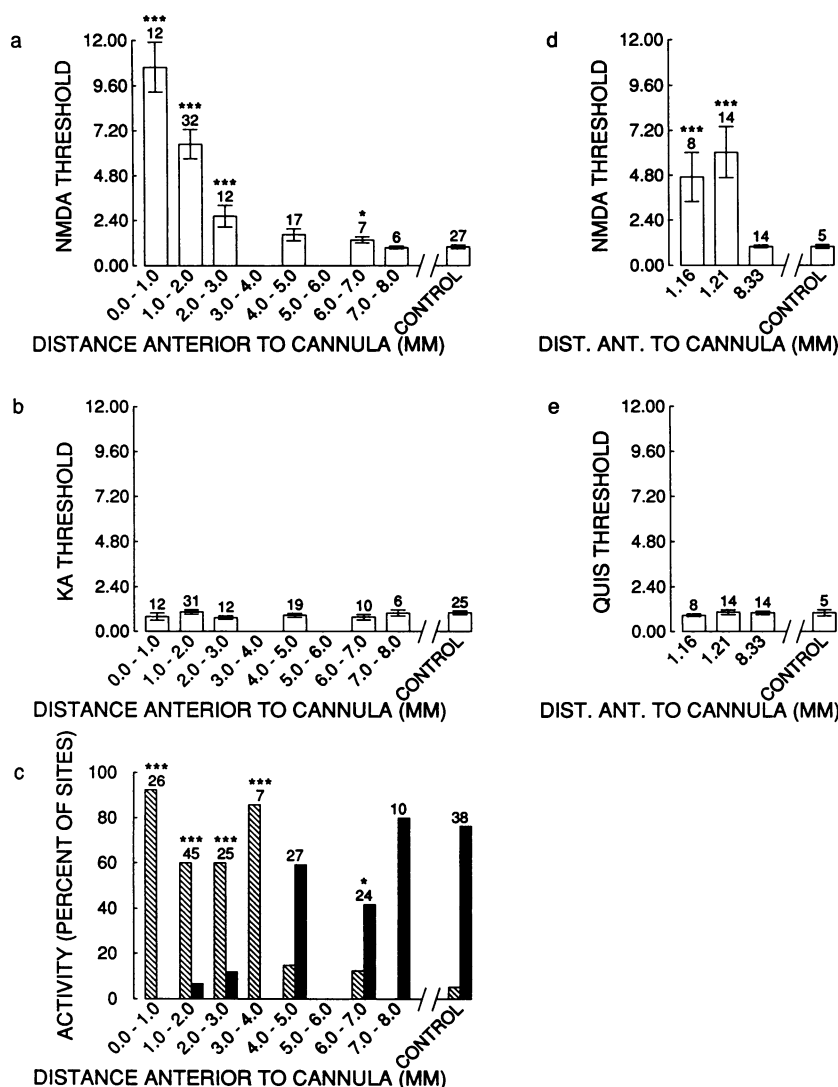 a
NMDA THRESHOLD
12.00
9.60
7.20
4.80
2.40
0.00
***
12
***
32
***
12
17
*
7
6
27
0.0 - 1.0
1.0 - 2.0
2.0 - 3.0
3.0 - 4.0
4.0 - 5.0
5.0 - 6.0
6.0 - 7.0
7.0 - 8.0
CONTROL
DISTANCE ANTERIOR TO CANNULA (MM)
d
NMDA THRESHOLD
12.00
9.60
7.20
4.80
2.40
0.00
***
8
***
14
14
5
1.16
1.21
8.33
CONTROL
DIST. ANT. TO CANNULA (MM)
b
KA THRESHOLD
12.00
9.60
7.20
4.80
2.40
0.00
12
31
12
19
10
6
25
0.0 - 1.0
1.0 - 2.0
2.0 - 3.0
3.0 - 4.0
4.0 - 5.0
5.0 - 6.0
6.0 - 7.0
7.0 - 8.0
CONTROL
DISTANCE ANTERIOR TO CANNULA (MM)
e
QUIS THRESHOLD
12.00
9.60
7.20
4.80
2.40
0.00
8
14
14
5
1.16
1.21
8.33
CONTROL
DIST. ANT. TO CANNULA (MM)
c
ACTIVITY (PERCENT OF SITES)
100
80
60
40
20
0
***
26
***
45
***
25
***
7
27
*
24
10
38
0.0 - 1.0
1.0 - 2.0
2.0 - 3.0
3.0 - 4.0
4.0 - 5.0
5.0 - 6.0
6.0 - 7.0
7.0 - 8.0
CONTROL
DISTANCE ANTERIOR TO CANNULA (MM)